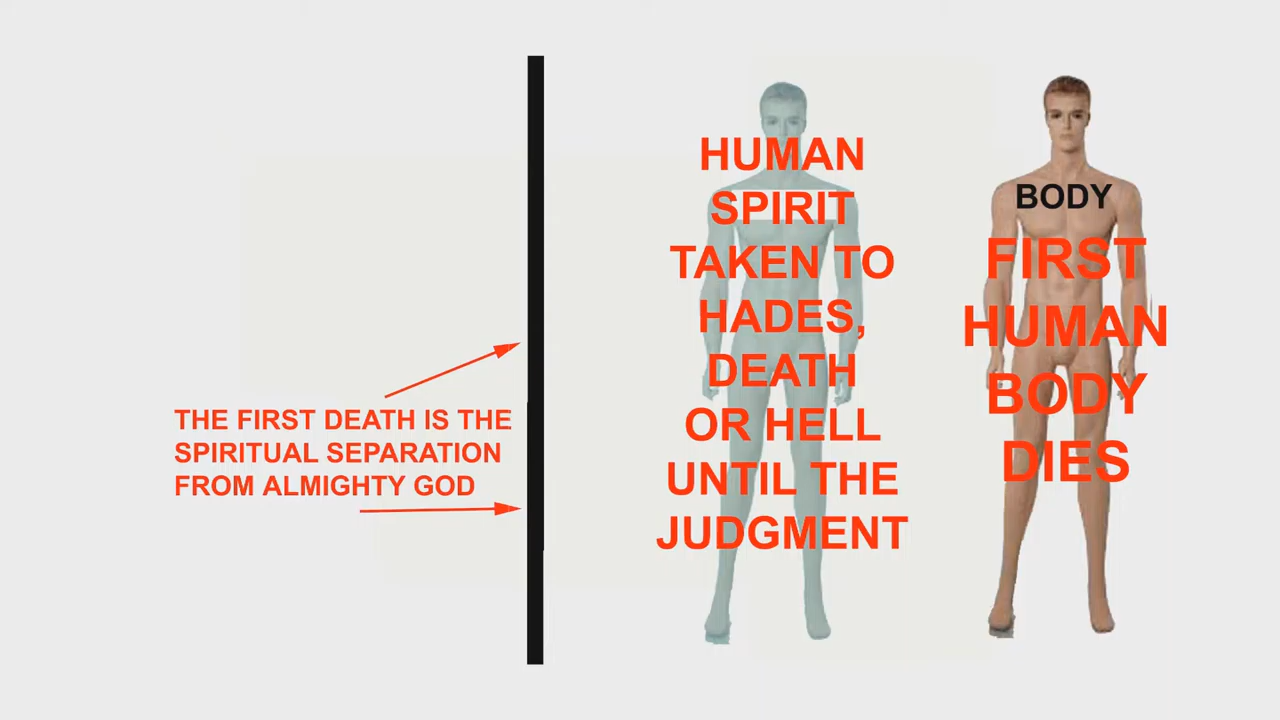 THE FIRST DEATH IS THE
SPIRITUAL SEPARATION
FROM ALMIGHTY GOD
HUMAN
SPIRIT
TAKEN TO
HADES,
DEATH
OR HELL
UNTIL THE
JUDGMENT
BODY
FIRST
HUMAN
BODY
DIES